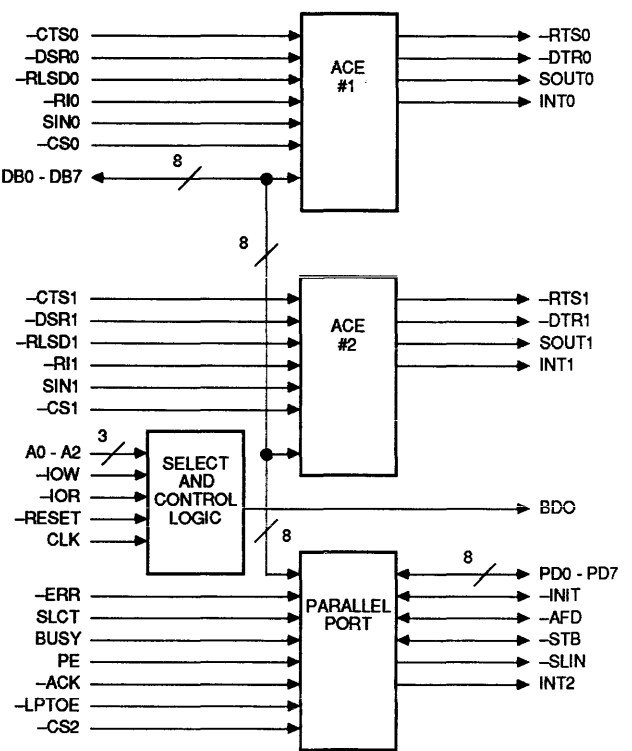 –CTS0
–DSR0
–RLSD0
–RI0
SIN0
–CS0
DB0 - DB7
8
ACE
#1
–RTS0
–DTR0
SOUT0
INT0
8
–CTS1
–DSR1
–RLSD1
–RI1
SIN1
–CS1
ACE
#2
–RTS1
–DTR1
SOUT1
INT1
A0 - A2
3
–IOW
–IOR
–RESET
CLK
SELECT
AND
CONTROL
LOGIC
BDO
8
–ERR
SLCT
BUSY
PE
–ACK
–LPTOE
–CS2
PARALLEL
PORT
8
PD0 - PD7
–INIT
–AFD
–STB
–SLIN
INT2